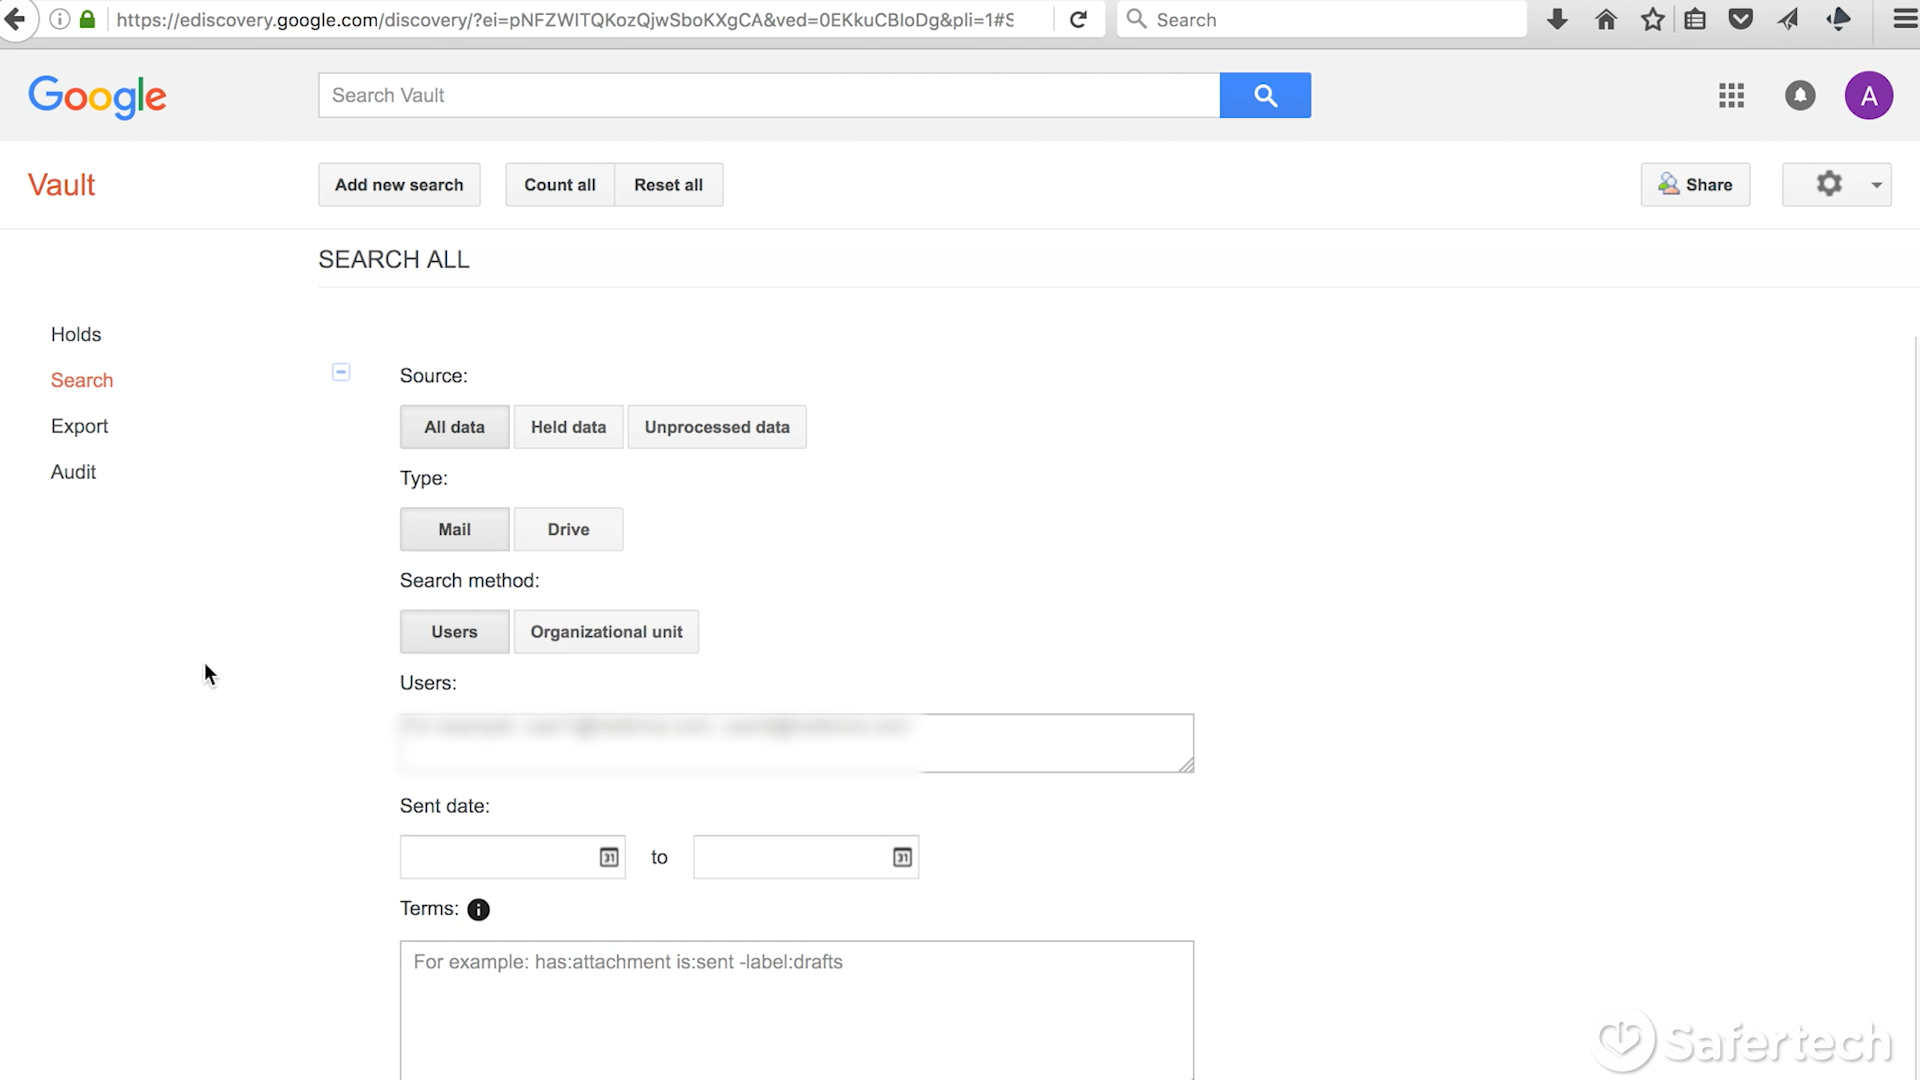 https://ediscovery.google.com/discovery/?ei=pNFZWITQKozQjwSboKXgCA&ved=0EKkuCBIoDg&pli=1#S
Search
Google
Search Vault
A
Vault
Add new search
Count all
Reset all
Share
SEARCH ALL
Holds
Search
Export
Audit
Source:
All data
Held data
Unprocessed data
Type:
Mail
Drive
Search method:
Users
Organizational unit
Users:
Sent date:
31
to
31
Terms:
For example: has:attachment is:sent -label:drafts
Safertech